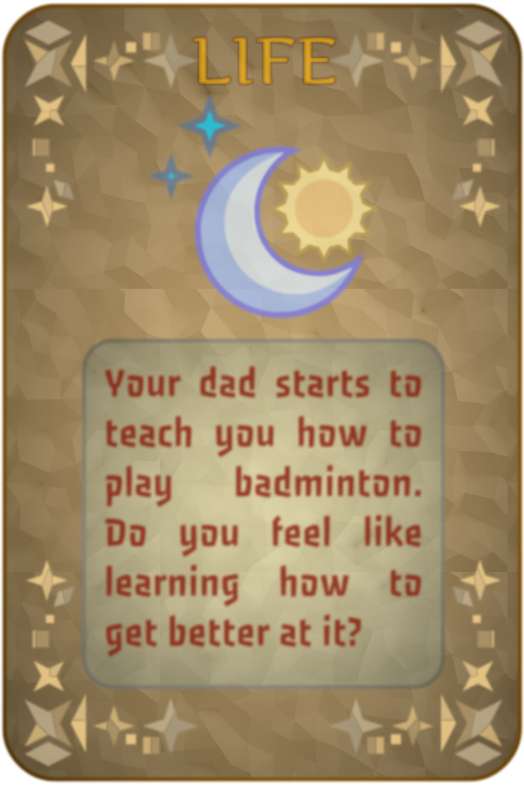 LIFE
Your dad starts to
teach you how to
play badminton.
Do you feel like
learning how to
get better at it?